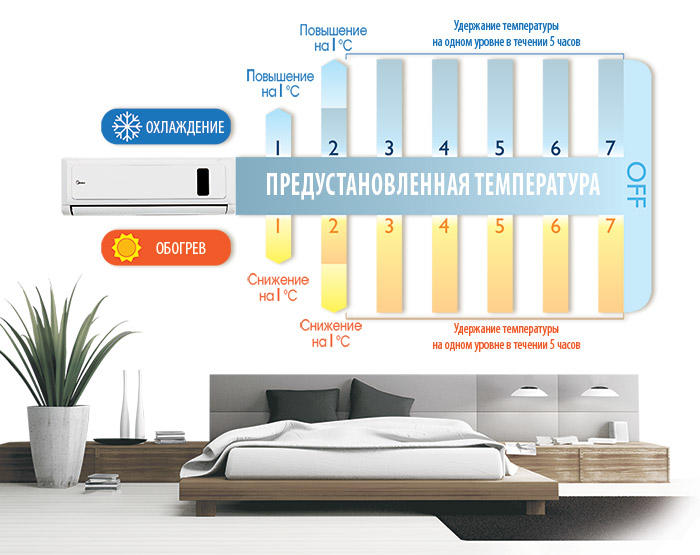 Повышение
на 1 °C
Удержание температуры
на одном уровне в течении 5 часов
Повышение
на 1 °C
ОХЛАЖДЕНИЕ
1 2 3 4 5 6 7
Midea
ПРЕДУСТАНОВЛЕННАЯ ТЕМПЕРАТУРА
OFF
1 2 3 4 5 6 7
ОБОГРЕВ
Снижение
на 1 °C
Снижение
на 1 °C
Удержание температуры
на одном уровне в течении 5 часов